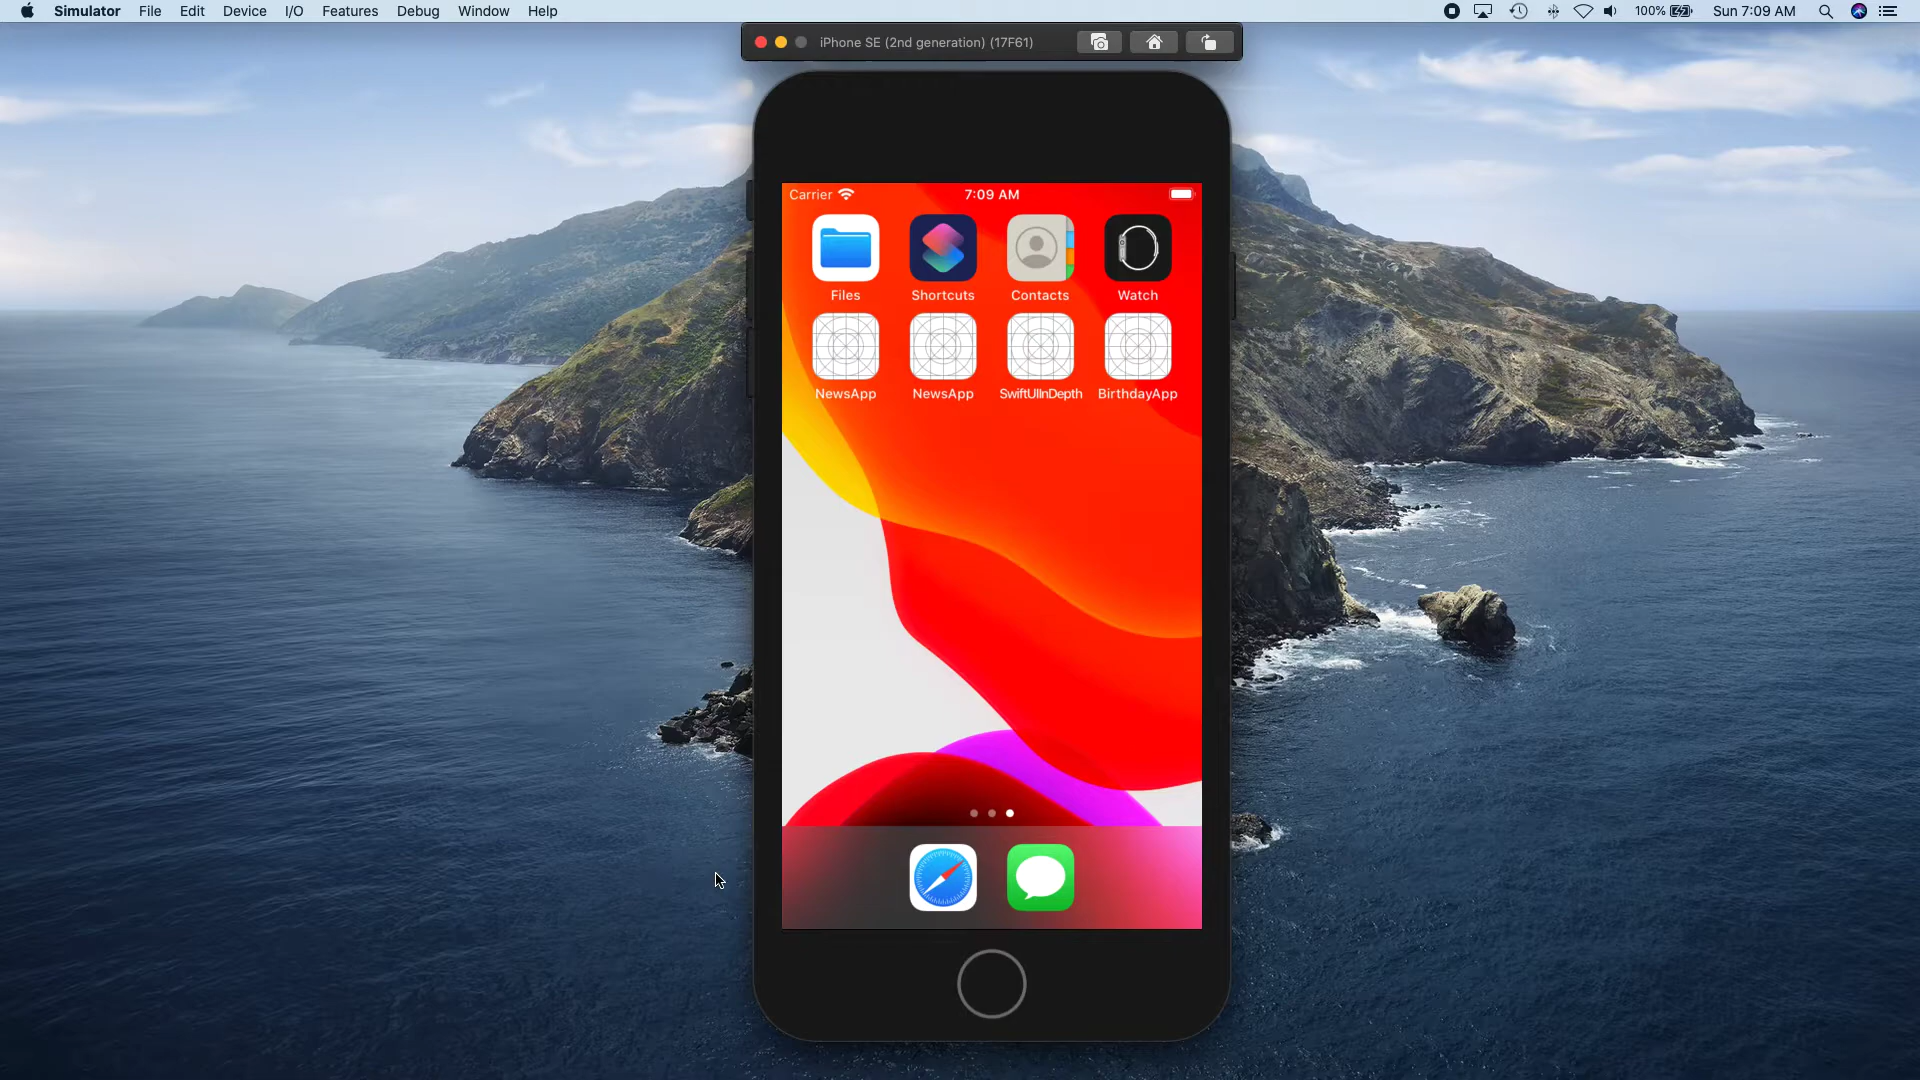 Simulator File Edit Device I/O Features Debug Window Help 100% Sun 7:09 AM
iPhone SE (2nd generation) (17F61)
Carrier 7:09 AM
Files Shortcuts Contacts Watch
NewsApp NewsApp SwiftUIInDepth BirthdayApp